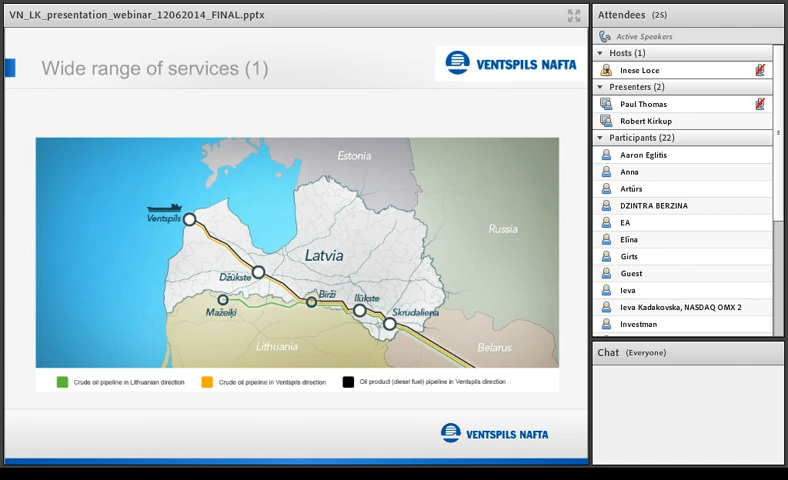 VN_LK_presentation_webinar_12062014_FINAL.pptx
Wide range of services (1)
VENTSPILS NAFTA
Estonia
Russia
Ventspils
Latvia
Džūkste
Birži
Ilūkste
Mažeiķi
Skrudaliena
Lithuania
Belarus
Crude oil pipeline in Lithuanian direction
Crude oil pipeline in Ventspils direction
Oil product (diesel fuel) pipeline in Ventspils direction
VENTSPILS NAFTA
Attendees (25)
Active Speakers
Hosts (1)
Inese Loce
Presenters (2)
Paul Thomas
Robert Kirkup
Participants (22)
Aaron Eglitis
Anna
Artūrs
DZINTRA BERZINA
EA
Elīna
Girts
Guest
Ieva
Ieva Kadakovska, NASDAQ OMX 2
Investman
Chat (Everyone)